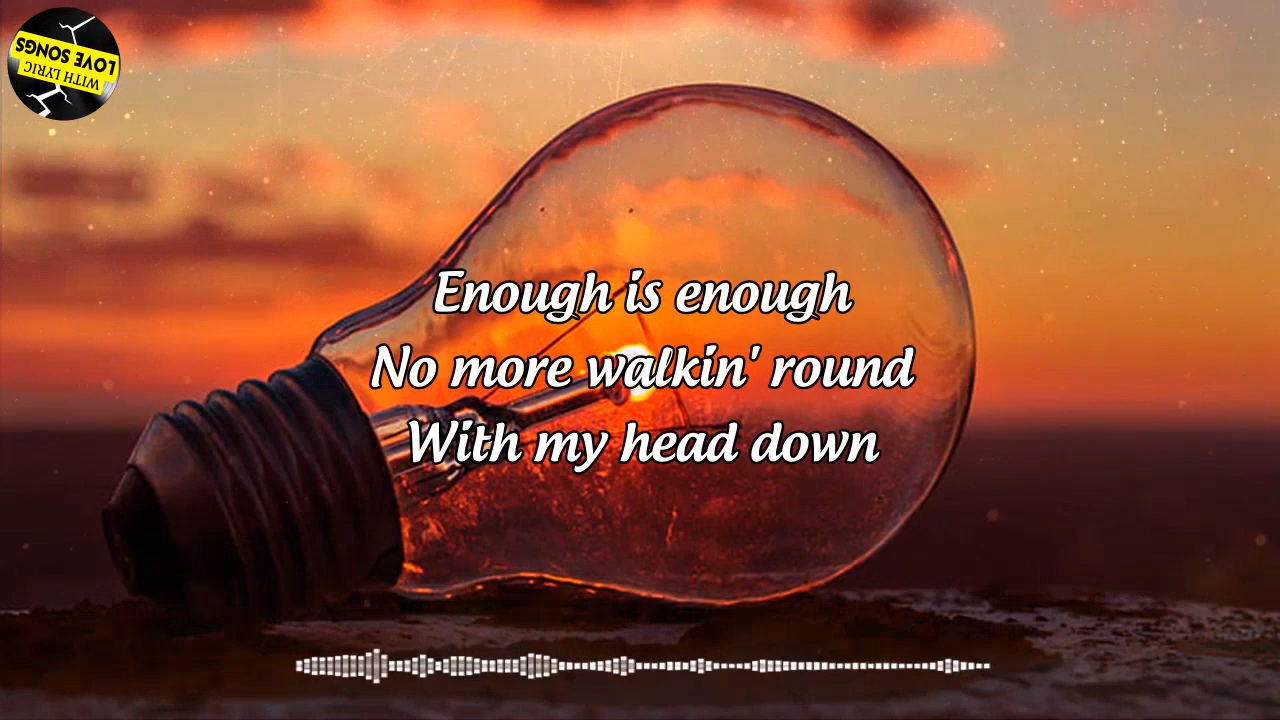 WITH LYRIC
LOVE SONGS
Enough is enough
No more walkin' round
With my head down